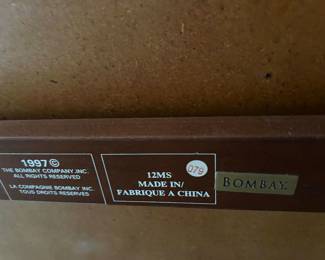 1997©
THE BOMBAY COMPANY, INC.
ALL RIGHTS RESERVED
LA COMPAGNIE BOMBAY INC.
TOUS DROITS RESERVES
12MS
MADE IN/
FABRIQUE A CHINA
079
BOMBAY